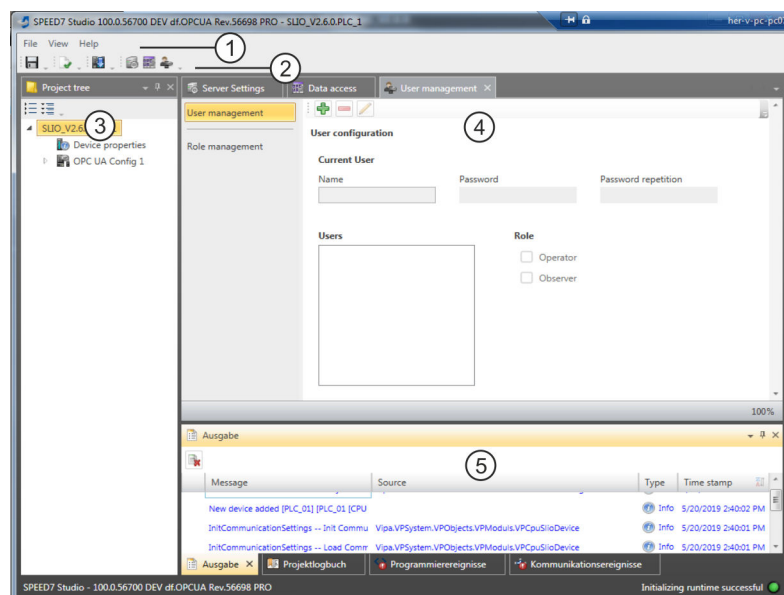 SPEED7 Studio 100.0.56700 DEV df.OPCUA Rev.56698 PRO - SLIO_V2.6.0.PLC_1
her-v-pc-pc07
File View Help
1
2
Project tree
Server Settings
Data access
User management
3
SLIO_V2.6
Device properties
OPC UA Config 1
User management
Role management
4
User configuration
Current User
Name
Password
Password repetition
Users
Role
Operator
Observer
100%
Ausgabe
5
Message Source Type Time stamp
New device added [PLC_01] [PLC_01 [CPU Info 5/20/2019 2:40:02 PM
InitCommunicationSettings -- Init Commu Vipa.VPSystem.VPObjects.VPModuls.VPCpuSlioDevice Info 5/20/2019 2:40:01 PM
InitCommunicationSettings -- Load Comm Vipa.VPSystem.VPObjects.VPModuls.VPCpuSlioDevice Info 5/20/2019 2:40:01 PM
Ausgabe Projektlogbuch Programmierereignisse Kommunikationsereignisse
SPEED7 Studio - 100.0.56700 DEV df.OPCUA Rev.56698 PRO
Initializing runtime successful